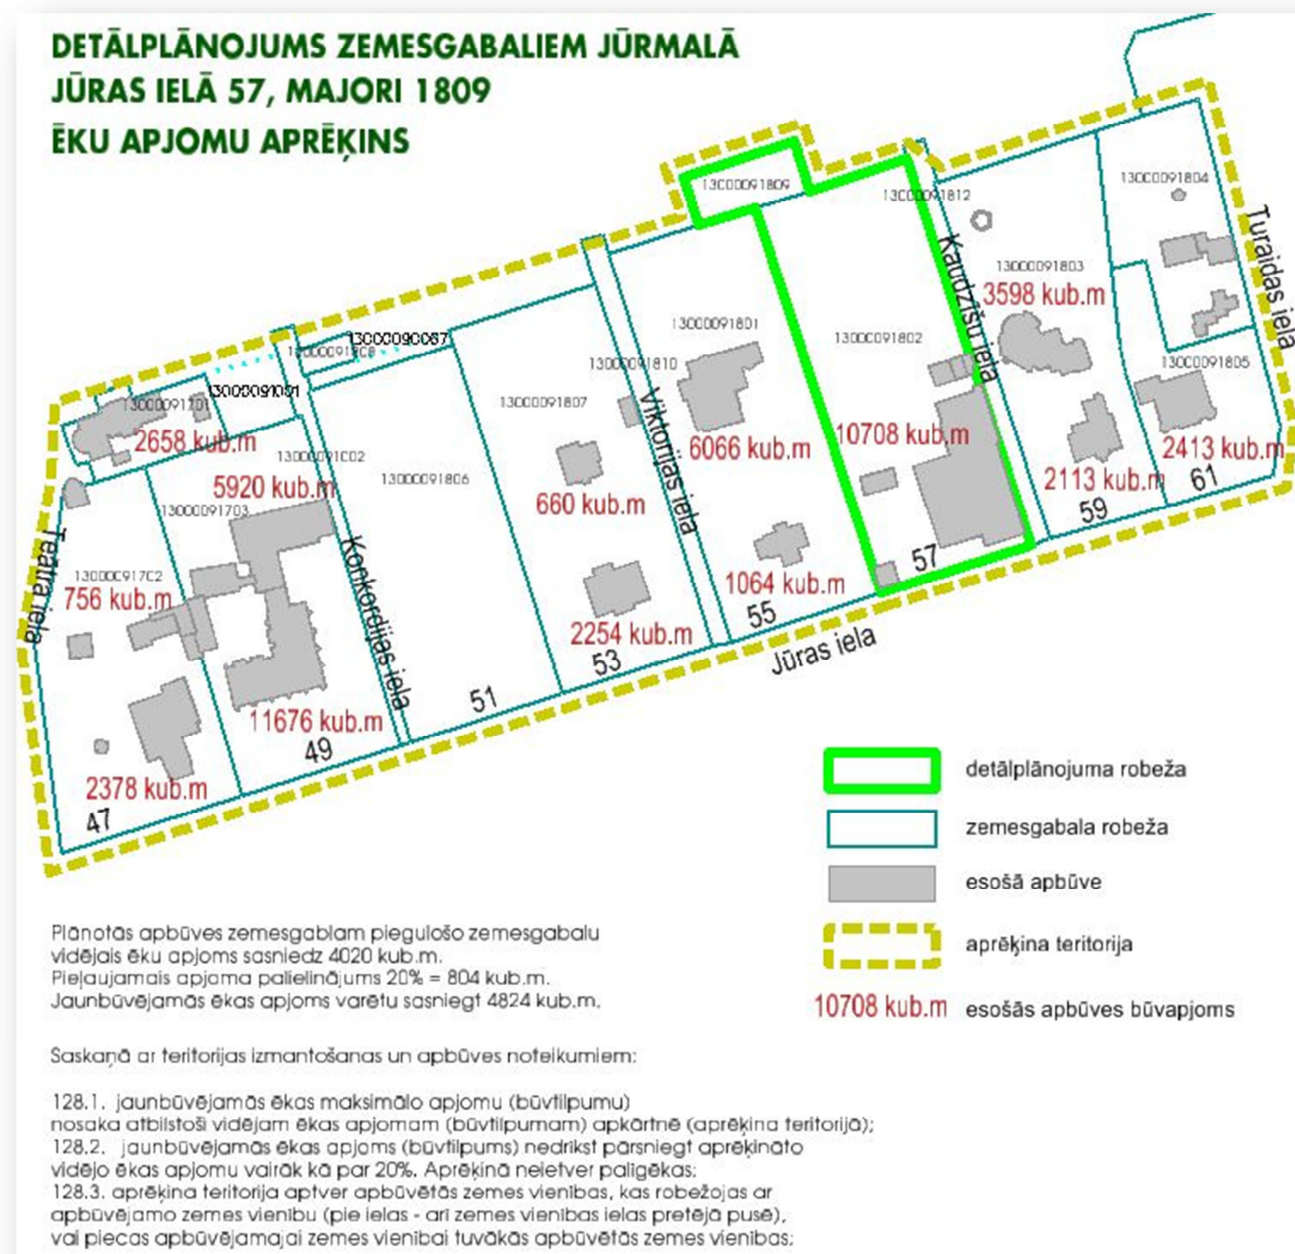 DETĀLPLĀNOJUMS ZEMESGABALIEM JŪRMALĀ
JŪRAS IELĀ 57, MAJORI 1809
ĒKU APJOMU APRĒĶINS
13000091809
13000091812
13000091804
Turaidas iela
Kaudzīšu iela
13000091803
3598 kub.m
13000091801
13000091802
13000090067
13000091810
13000091805
13000091001
13000091807
Viktorijas iela
10708 kub.m
2658 kub.m
6066 kub.m
2413 kub.m
13000091002
5920 kub.m
13000091806
2113 kub.m
61
660 kub.m
59
13000091703
Teātra iela
Konkordijas iela
57
13000091702
756 kub.m
1064 kub.m
55
2254 kub.m
53
Jūras iela
51
11676 kub.m
49
2378 kub.m
47
detālplānojuma robeža
zemesgabala robeža
esošā apbūve
aprēķina teritorija
10708 kub.m esošās apbūves būvapjoms
Plānotās apbūves zemesgablam piegulošo zemesgabalu
vidējais ēku apjoms sasniedz 4020 kub.m.
Pieļaujamais apjoma palielinājums 20% = 804 kub.m.
Jaunbūvējamās ēkas apjoms varētu sasniegt 4824 kub.m.
Saskaņā ar teritorijas izmantošanas un apbūves noteikumiem:
128.1. jaunbūvējamās ēkas maksimālo apjomu (būvtilpumu)
nosaka atbilstoši vidējam ēkas apjomam (būvtilpumam) apkārtnē (aprēķina teritorijā);
128.2. jaunbūvējamās ēkas apjoms (būvtilpums) nedrīkst pārsniegt aprēķināto
vidējo ēkas apjomu vairāk kā par 20%. Aprēķinā neietver palīgēkas;
128.3. aprēķina teritorija aptver apbūvētās zemes vienības, kas robežojas ar
apbūvējamo zemes vienību (pie ielas - arī zemes vienības ielas pretējā pusē),
vai piecas apbūvējamajai zemes vienībai tuvākās apbūvētās zemes vienības;